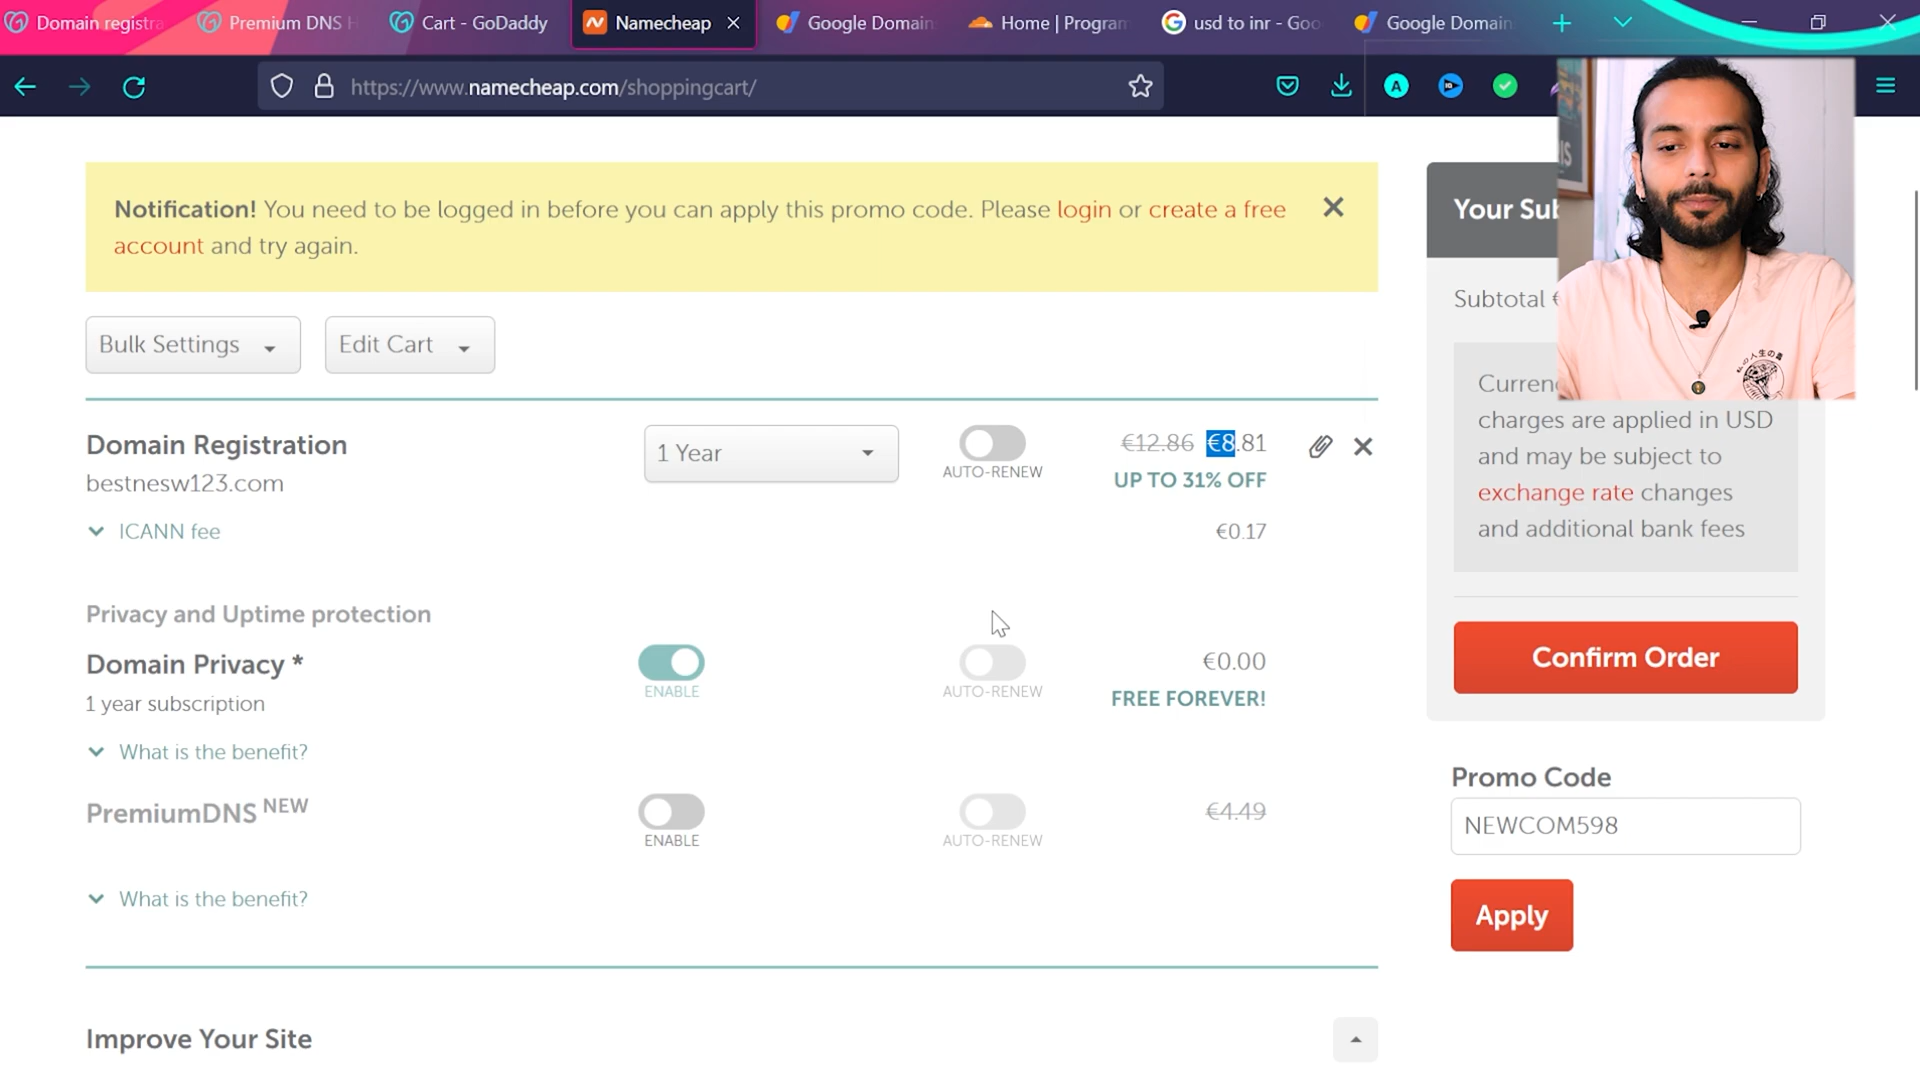 Domain registra
Premium DNS H
Cart - GoDaddy
Namecheap
Google Domain
Home | Program
usd to inr - Goo
Google Domain
https://www.namecheap.com/shoppingcart/
Notification! You need to be logged in before you can apply this promo code. Please login or create a free
account and try again.
Bulk Settings
Edit Cart
Domain Registration
bestnesw123.com
1 Year
AUTO-RENEW
€12.86 €8.81
UP TO 31% OFF
ICANN fee
€0.17
Privacy and Uptime protection
Domain Privacy *
1 year subscription
ENABLE
AUTO-RENEW
€0.00
FREE FOREVER!
What is the benefit?
PremiumDNS NEW
ENABLE
AUTO-RENEW
€4.49
What is the benefit?
Improve Your Site
Your Sub
Subtotal €
Curren
charges are applied in USD
and may be subject to
exchange rate changes
and additional bank fees
Confirm Order
Promo Code
NEWCOM598
Apply